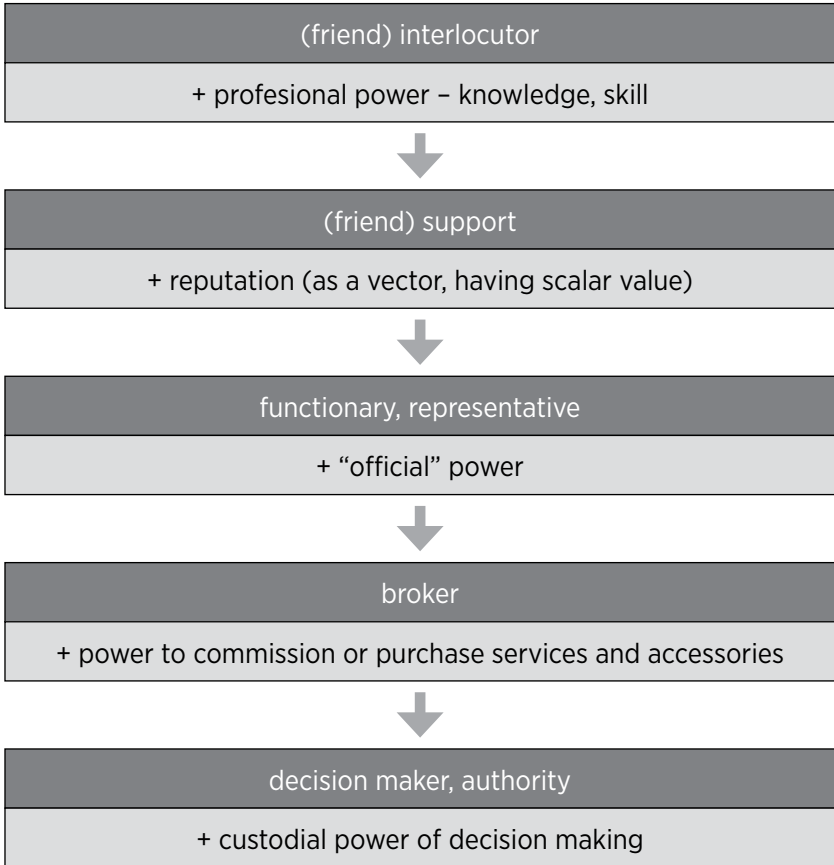 (friend) interlocutor
+ profesional power – knowledge, skill
(friend) support
+ reputation (as a vector, having scalar value)
functionary, representative
+ “official” power
broker
+ power to commission or purchase services and accessories
decision maker, authority
+ custodial power of decision making